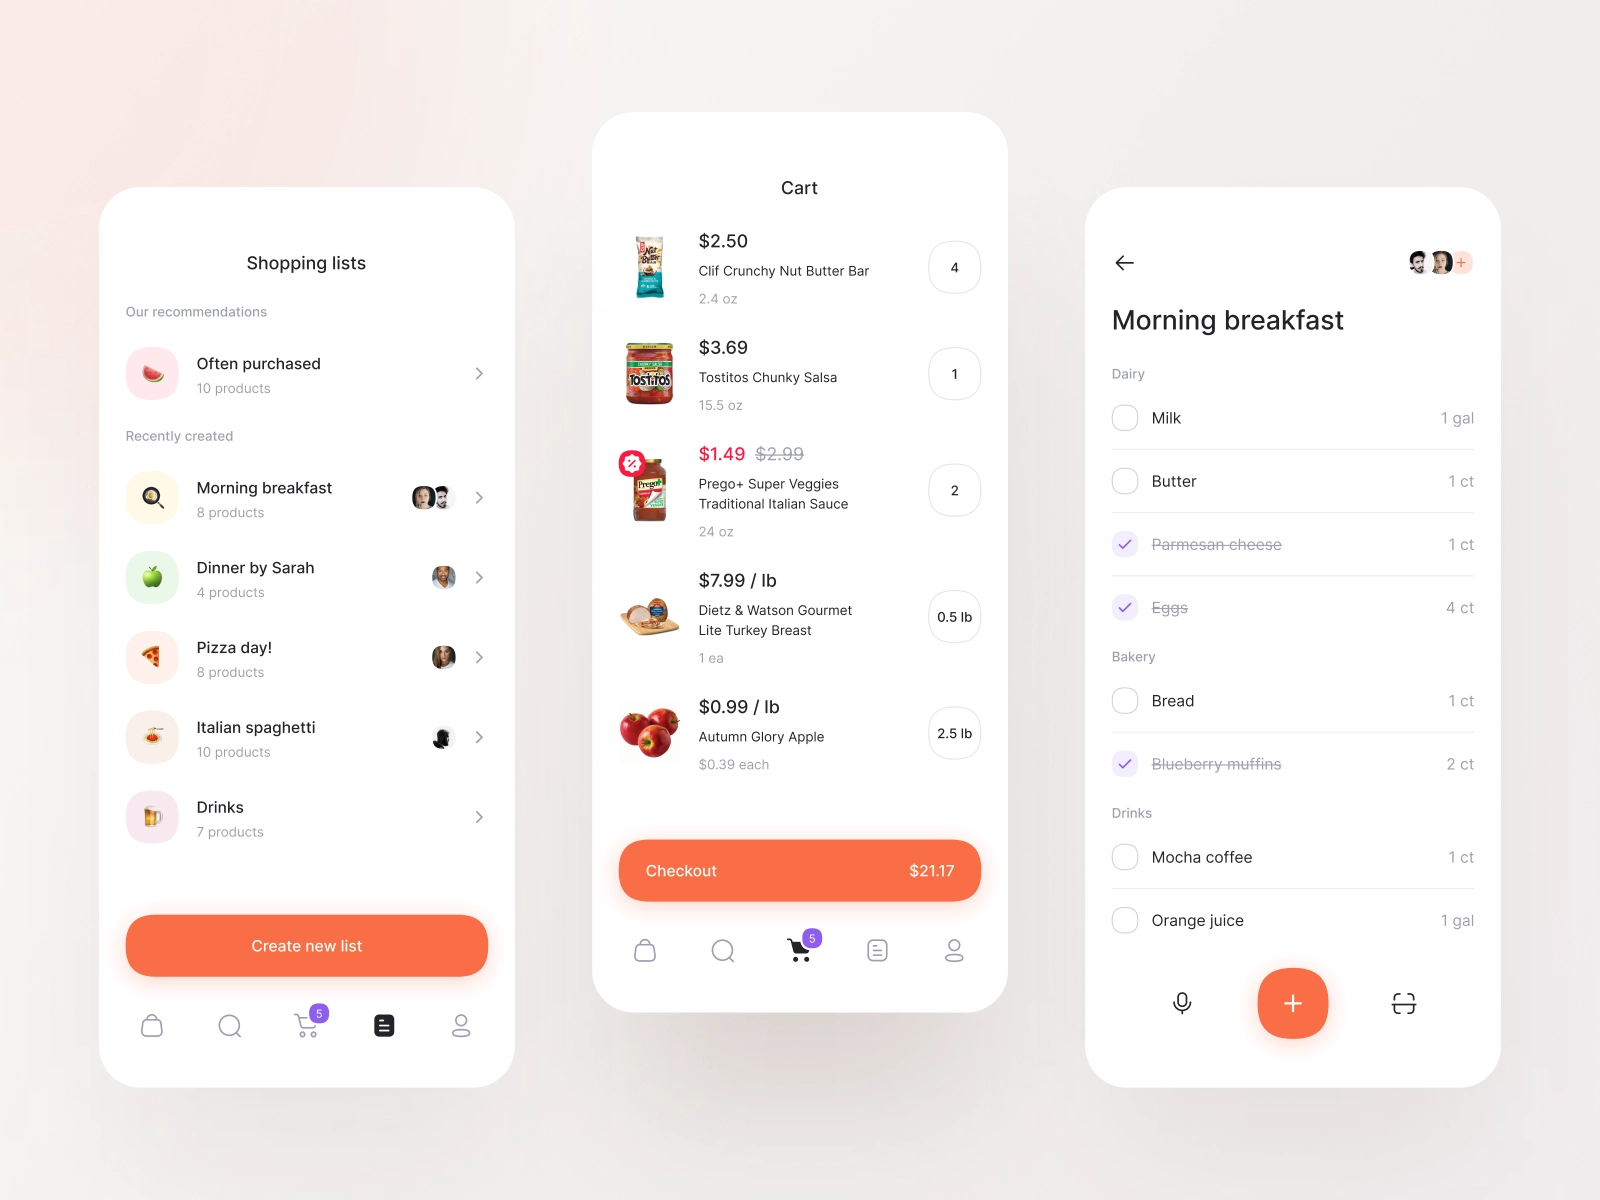 Shopping lists
Our recommendations
Often purchased
10 products
Recently created
Morning breakfast
8 products
Dinner by Sarah
4 products
Pizza day!
8 products
Italian spaghetti
10 products
Drinks
7 products
Create new list
5
Cart
$2.50
Clif Crunchy Nut Butter Bar
2.4 oz
4
Nut
Butter
$3.69
Tostitos Chunky Salsa
15.5 oz
1
TOSTITOS
$1.49 $2.99
Prego+ Super Veggies
Traditional Italian Sauce
24 oz
2
Prego+
$7.99 / lb
Dietz & Watson Gourmet
Lite Turkey Breast
1 ea
0.5 lb
$0.99 / lb
Autumn Glory Apple
$0.39 each
2.5 lb
Checkout $21.17
5
+
Morning breakfast
Dairy
Milk 1 gal
Butter 1 ct
Parmesan cheese 1 ct
Eggs 4 ct
Bakery
Bread 1 ct
Blueberry muffins 2 ct
Drinks
Mocha coffee 1 ct
Orange juice 1 gal
+